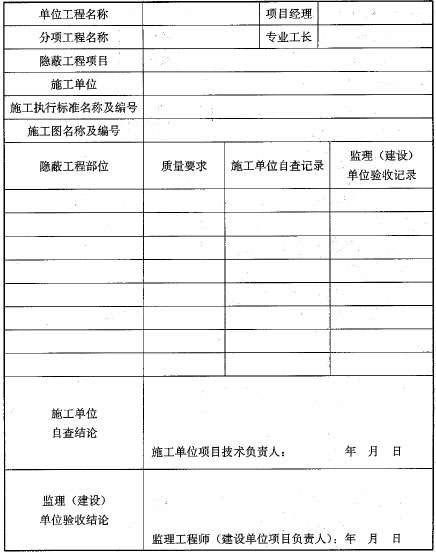 单位工程名称 项目经理
分项工程名称 专业工长
隐蔽工程项目
施工单位
施工执行标准名称及编号
施工图名称及编号
隐蔽工程部位 质量要求 施工单位自查记录 监理（建设）
单位验收记录
施工单位
自查结论
施工单位项目技术负责人： 年 月 日
监理（建设）
单位验收结论
监理工程师（建设单位项目负责人）：年 月 日